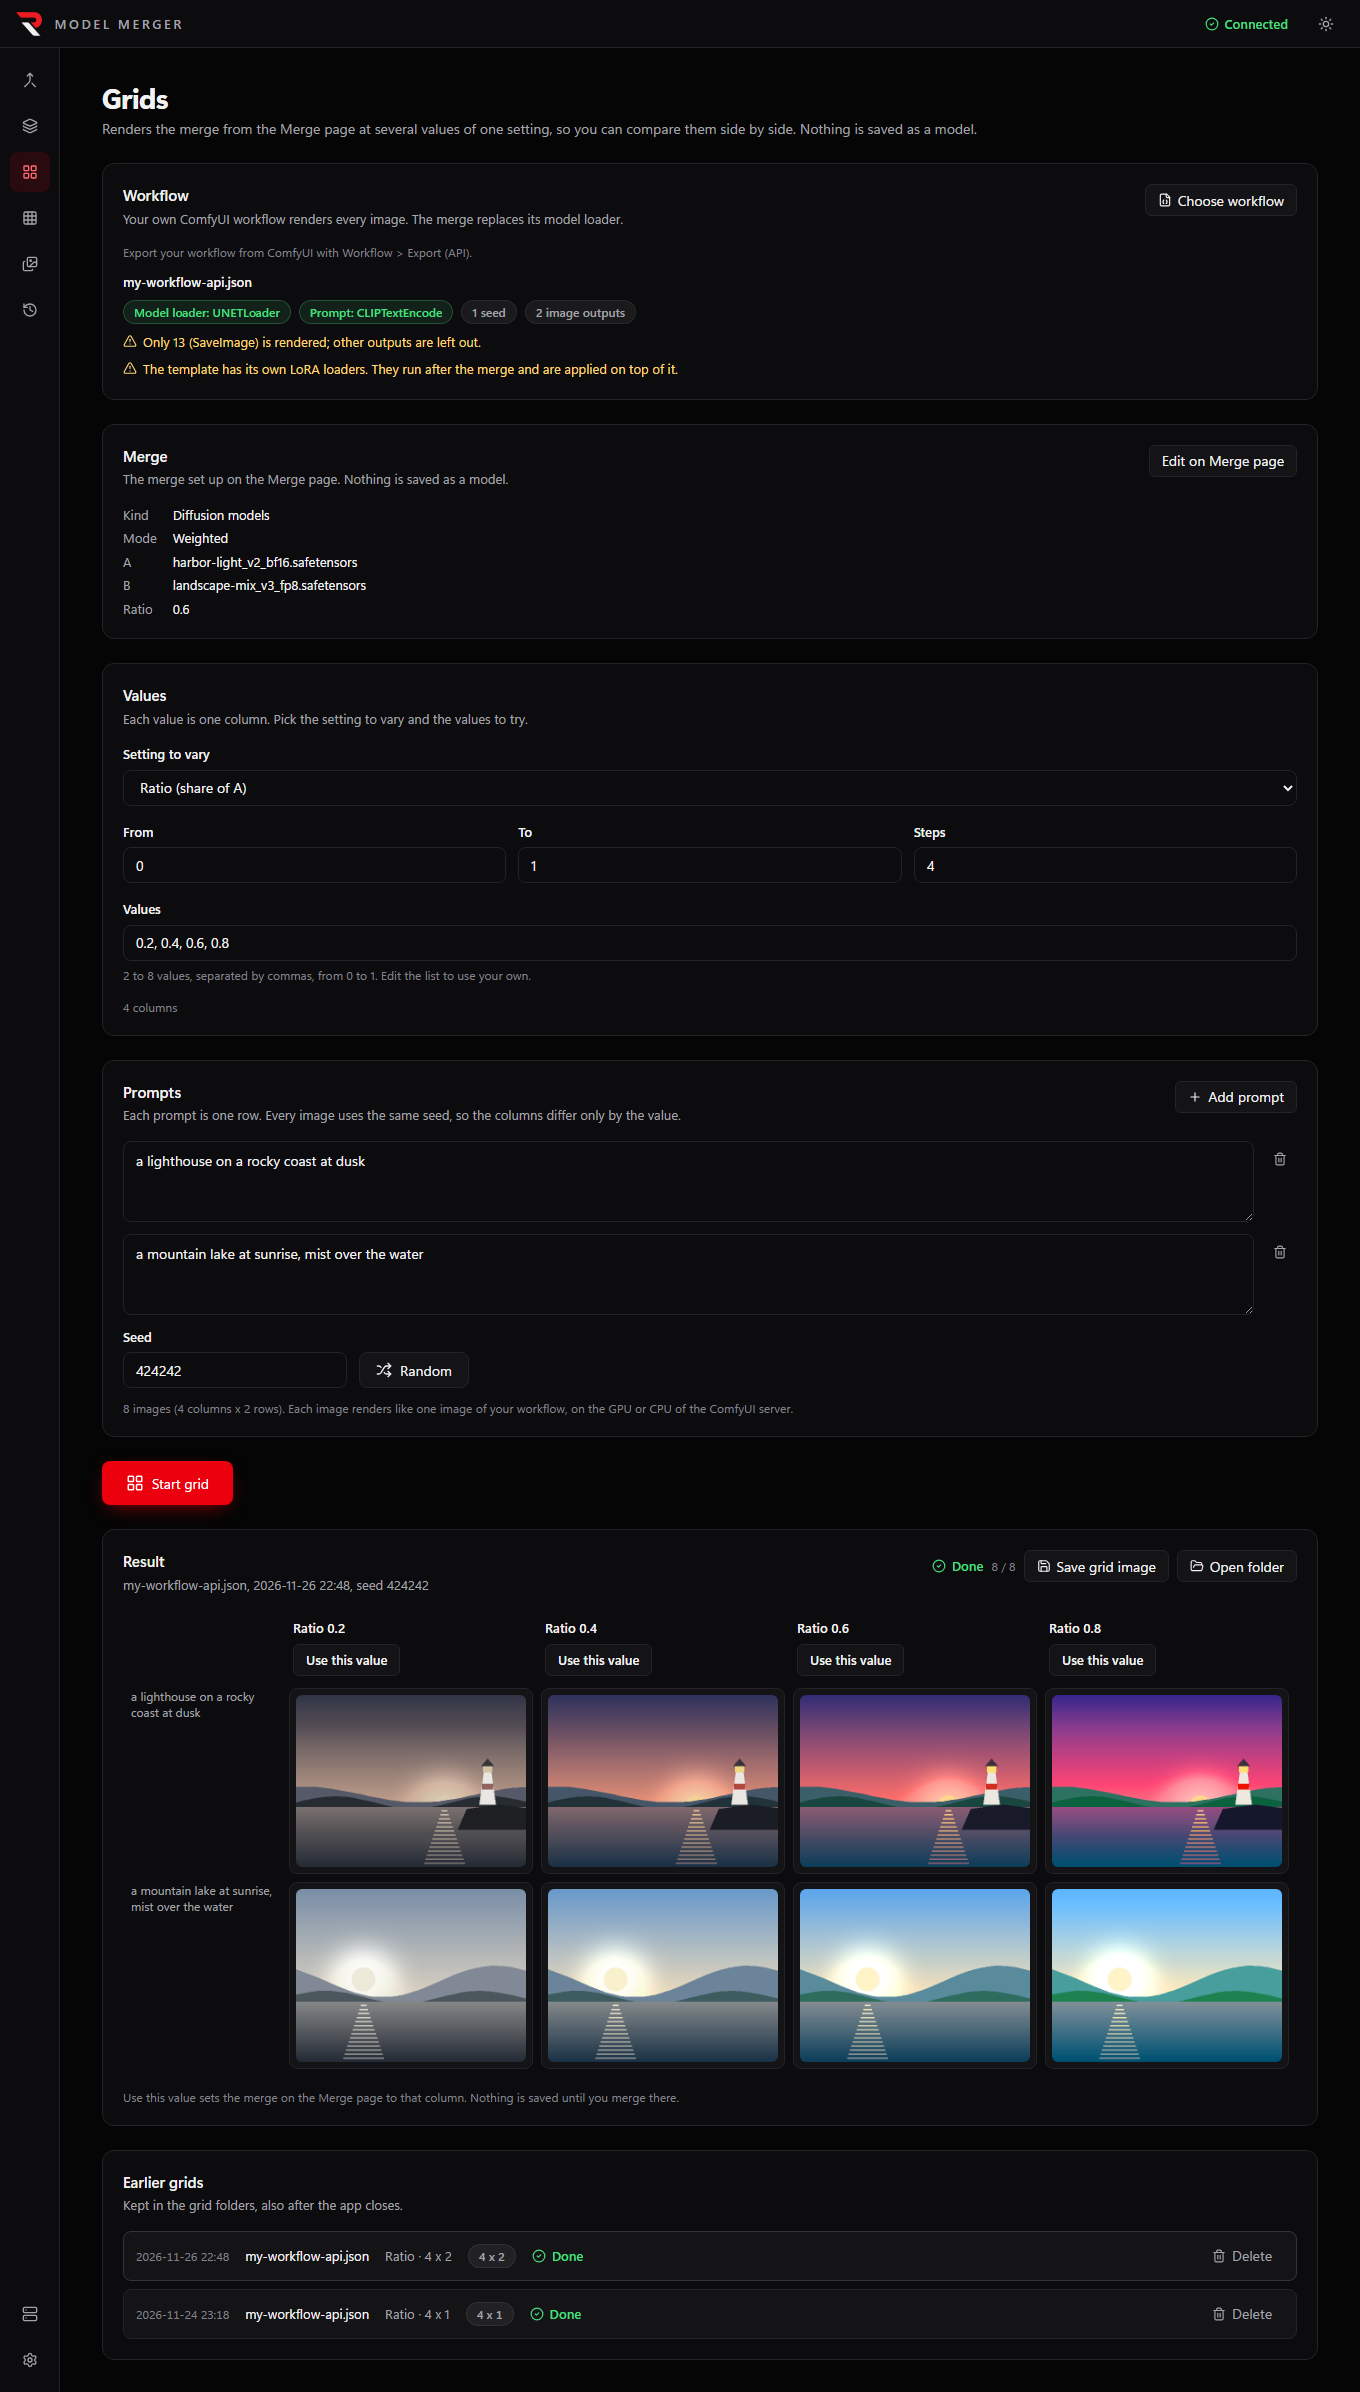 MODEL MERGER
Connected
Grids
Renders the merge from the Merge page at several values of one setting, so you can compare them side by side. Nothing is saved as a model.
Workflow
Choose workflow
Your own ComfyUI workflow renders every image. The merge replaces its model loader.
Export your workflow from ComfyUI with Workflow > Export (API).
my-workflow-api.json
Model loader: UNETLoader
Prompt: CLIPTextEncode
1 seed
2 image outputs
Only 13 (SaveImage) is rendered; other outputs are left out.
The template has its own LoRA loaders. They run after the merge and are applied on top of it.
Merge
Edit on Merge page
The merge set up on the Merge page. Nothing is saved as a model.
Kind Diffusion models
Mode Weighted
A harbor-light_v2_bf16.safetensors
B landscape-mix_v3_fp8.safetensors
Ratio 0.6
Values
Each value is one column. Pick the setting to vary and the values to try.
Setting to vary
Ratio (share of A)
From To Steps
0 1 4
Values
0.2, 0.4, 0.6, 0.8
2 to 8 values, separated by commas, from 0 to 1. Edit the list to use your own.
4 columns
Prompts
Add prompt
Each prompt is one row. Every image uses the same seed, so the columns differ only by the value.
a lighthouse on a rocky coast at dusk
a mountain lake at sunrise, mist over the water
Seed
424242
Random
8 images (4 columns x 2 rows). Each image renders like one image of your workflow, on the GPU or CPU of the ComfyUI server.
Start grid
Result
Done 8 / 8
Save grid image
Open folder
my-workflow-api.json, 2026-11-26 22:48, seed 424242
Ratio 0.2 Ratio 0.4 Ratio 0.6 Ratio 0.8
Use this value Use this value Use this value Use this value
a lighthouse on a rocky
coast at dusk
a mountain lake at sunrise,
mist over the water
Use this value sets the merge on the Merge page to that column. Nothing is saved until you merge there.
Earlier grids
Kept in the grid folders, also after the app closes.
2026-11-26 22:48 my-workflow-api.json Ratio · 4 x 2 4 x 2 Done Delete
2026-11-24 23:18 my-workflow-api.json Ratio · 4 x 1 4 x 1 Done Delete